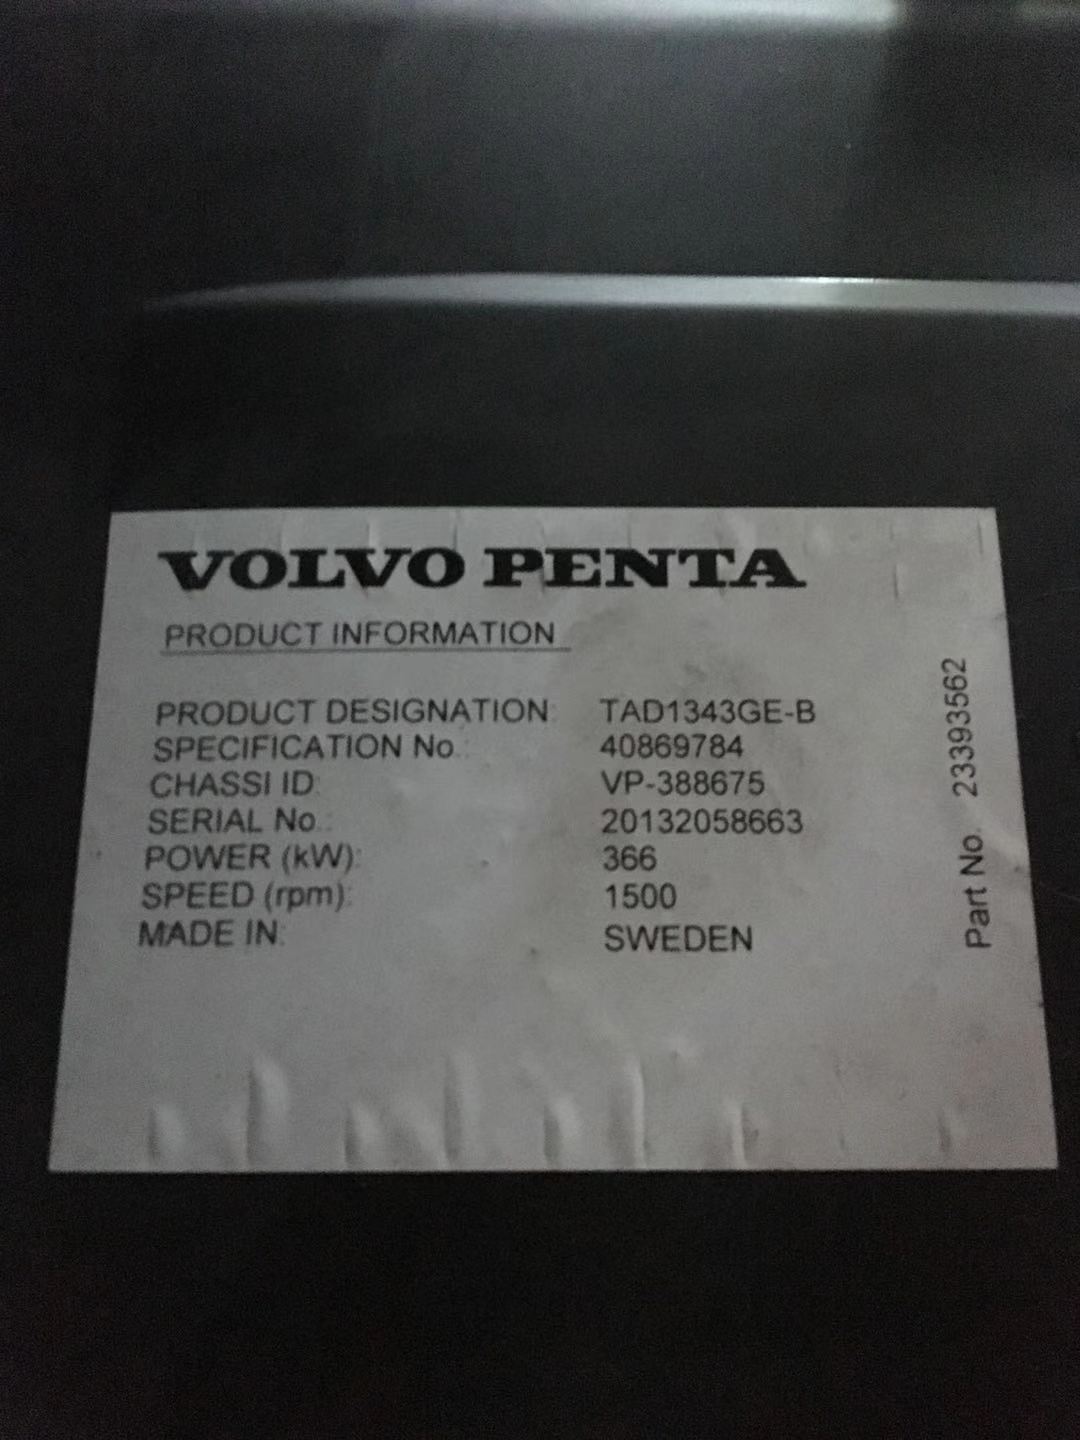 VOLVO PENTA
PRODUCT INFORMATION
PRODUCT DESIGNATION: TAD1343GE-B
SPECIFICATION No.: 40869784
CHASSI ID: VP-388675
SERIAL No.: 20132058663
POWER (kW): 366
SPEED (rpm): 1500
MADE IN: SWEDEN
Part No. 23393562